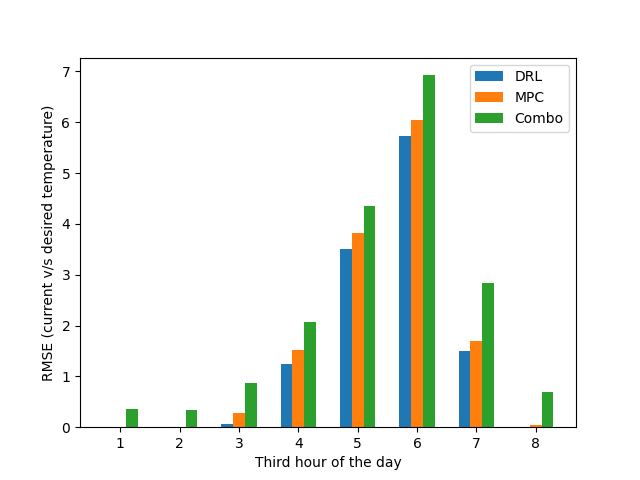 DRL
MPC
Combo
RMSE (current v/s desired temperature)
7
6
5
4
3
2
1
0
1 2 3 4 5 6 7 8
Third hour of the day